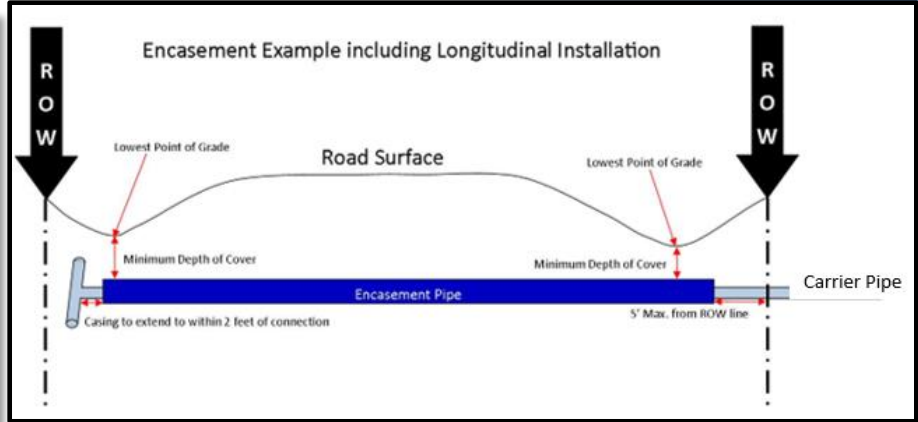 Encasement Example including Longitudinal Installation
R
O
W
R
O
W
Lowest Point of Grade
Road Surface
Lowest Point of Grade
Minimum Depth of Cover
Minimum Depth of Cover
Carrier Pipe
Encasement Pipe
Casing to extend to within 2 feet of connection
5' Max. from ROW line